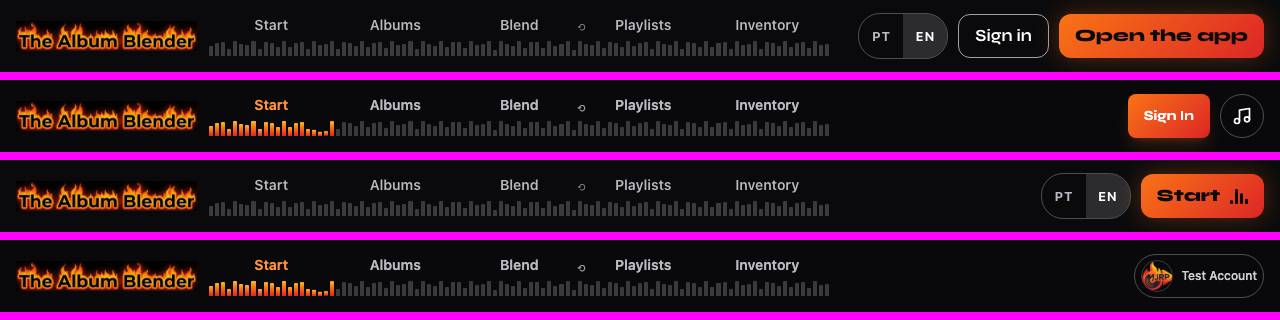 The Album Blender Start Albums Blend Playlists Inventory PT EN Sign in Open the app
The Album Blender Start Albums Blend Playlists Inventory Sign In
The Album Blender Start Albums Blend Playlists Inventory PT EN Start
The Album Blender Start Albums Blend Playlists Inventory Test Account